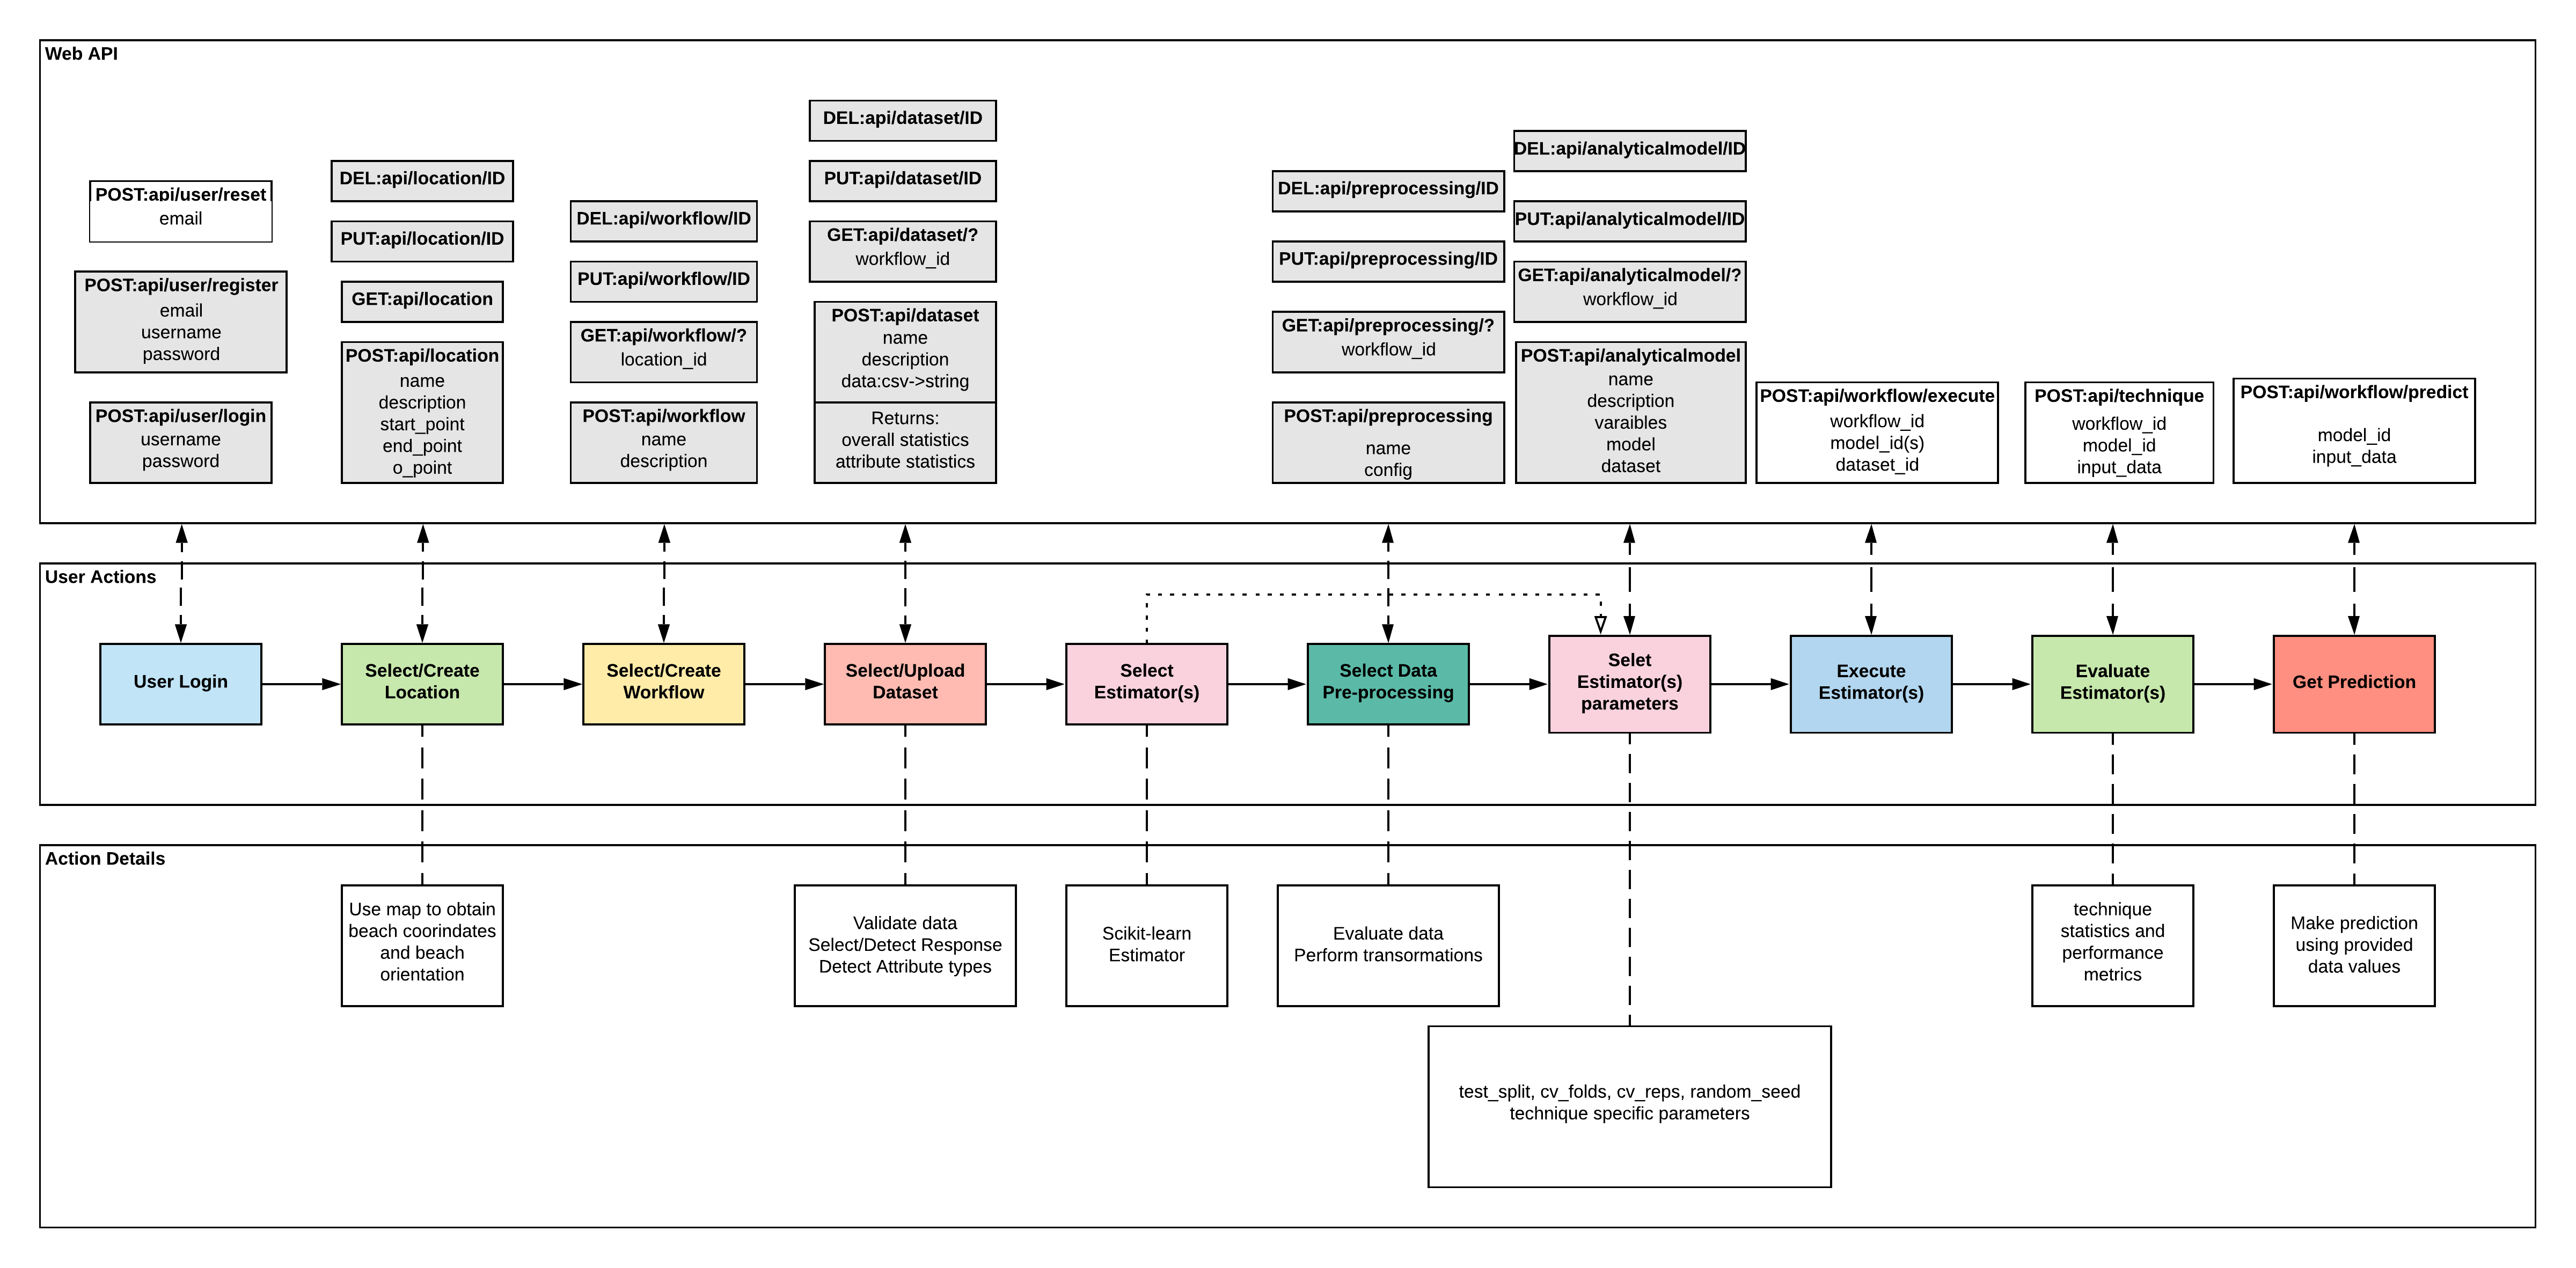 Web API
POST:api/user/reset
email
POST:api/user/register
email
username
password
POST:api/user/login
username
password
DEL:api/location/ID
PUT:api/location/ID
GET:api/location
POST:api/location
name
description
start_point
end_point
o_point
DEL:api/workflow/ID
PUT:api/workflow/ID
GET:api/workflow/?
location_id
POST:api/workflow
name
description
DEL:api/dataset/ID
PUT:api/dataset/ID
GET:api/dataset/?
workflow_id
POST:api/dataset
name
description
data:csv->string
Returns:
overall statistics
attribute statistics
DEL:api/preprocessing/ID
PUT:api/preprocessing/ID
GET:api/preprocessing/?
workflow_id
POST:api/preprocessing
name
config
DEL:api/analyticalmodel/ID
PUT:api/analyticalmodel/ID
GET:api/analyticalmodel/?
workflow_id
POST:api/analyticalmodel
name
description
varaibles
model
dataset
POST:api/workflow/execute
workflow_id
model_id(s)
dataset_id
POST:api/technique
workflow_id
model_id
input_data
POST:api/workflow/predict
model_id
input_data
User Actions
User Login
Select/Create
Location
Select/Create
Workflow
Select/Upload
Dataset
Select
Estimator(s)
Select Data
Pre-processing
Selet
Estimator(s)
parameters
Execute
Estimator(s)
Evaluate
Estimator(s)
Get Prediction
Action Details
Use map to obtain
beach coorindates
and beach
orientation
Validate data
Select/Detect Response
Detect Attribute types
Scikit-learn
Estimator
Evaluate data
Perform transormations
test_split, cv_folds, cv_reps, random_seed
technique specific parameters
technique
statistics and
performance
metrics
Make prediction
using provided
data values